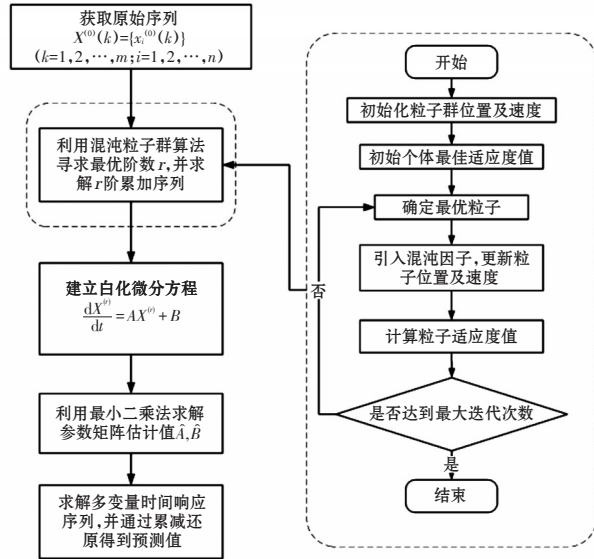 获取原始序列
X⁽⁰⁾(k)={xᵢ⁽⁰⁾(k)}
(k=1,2,…,m;i=1,2,…,n)
利用混沌粒子群算法
寻求最优阶数r,并求
解r阶累加序列
建立白化微分方程
dX⁽ʳ⁾/dt=AX⁽ʳ⁾+B
利用最小二乘法求解
参数矩阵估计值Â,B̂
求解多变量时间响应
序列,并通过累减还
原得到预测值
开始
初始化粒子群位置及速度
初始个体最佳适应度值
确定最优粒子
引入混沌因子,更新粒
子位置及速度
计算粒子适应度值
是否达到最大迭代次数
否
是
结束